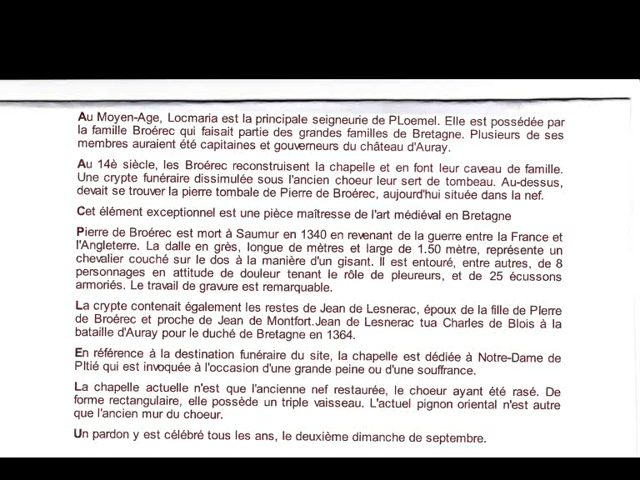 Au Moyen-Age, Locmaria est la principale seigneurie de PLoemel. Elle est possédée par
la famille Broérec qui faisait partie des grandes familles de Bretagne. Plusieurs de ses
membres auraient été capitaines et gouverneurs du château d'Auray.
Au 14è siècle, les Broérec reconstruisent la chapelle et en font leur caveau de famille.
Une crypte funéraire dissimulée sous l'ancien choeur leur sert de tombeau. Au-dessus,
devait se trouver la pierre tombale de Pierre de Broérec, aujourd'hui située dans la nef.
Cet élément exceptionnel est une pièce maîtresse de l'art médiéval en Bretagne
Pierre de Broérec est mort à Saumur en 1340 en revenant de la guerre entre la France et
l'Angleterre. La dalle en grès, longue de mètres et large de 1.50 mètre, représente un
chevalier couché sur le dos à la manière d'un gisant. Il est entouré, entre autres, de 8
personnages en attitude de douleur tenant le rôle de pleureurs, et de 25 écussons
armoriés. Le travail de gravure est remarquable.
La crypte contenait également les restes de Jean de Lesnerac, époux de la fille de PIerre
de Broérec et proche de Jean de Montfort.Jean de Lesnerac tua Charles de Blois à la
bataille d'Auray pour le duché de Bretagne en 1364.
En référence à la destination funéraire du site, la chapelle est dédiée à Notre-Dame de
PItié qui est invoquée à l'occasion d'une grande peine ou d'une souffrance.
La chapelle actuelle n'est que l'ancienne nef restaurée, le choeur ayant été rasé. De
forme rectangulaire, elle possède un triple vaisseau. L'actuel pignon oriental n'est autre
que l'ancien mur du choeur.
Un pardon y est célébré tous les ans, le deuxième dimanche de septembre.